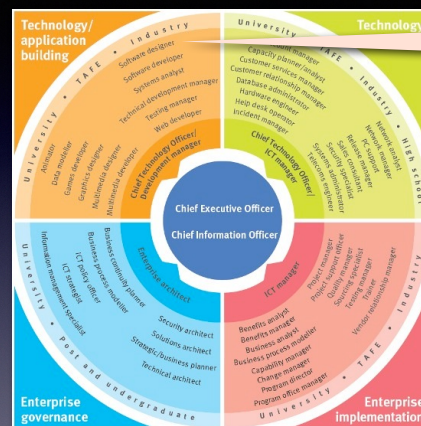 Technology/
application
building
University • TAFE • Industry
Software designer
Software developer
Systems analyst
Technical development manager
Testing manager
Web developer
Animator
Data modeller
Games developer
Graphics designer
Multimedia designer
Multimedia developer
Chief Technology Officer/
Development manager
Technology
University • TAFE • Industry • High school
Capacity planner/analyst
Customer services manager
Customer relationship manager
Database administrator
Hardware engineer
Help desk operator
Incident manager
Network analyst
Network manager
PC support
Release manager
Sales consultant
Security specialist
Systems administrator
Telecoms engineer
Chief Technology Officer/
ICT manager
Chief Executive Officer
Chief Information Officer
Enterprise architect
Business continuity planner
Business process modeller
ICT policy officer
ICT strategist
Information management specialist
Security architect
Solutions architect
Strategic/business planner
Technical architect
University • Post and undergraduate
Enterprise
governance
ICT manager
Project manager
Project support officer
Quality manager
Sourcing specialist
Testing manager
Trainer
Vendor relationship manager
Benefits analyst
Benefits manager
Business analyst
Business process modeller
Capability manager
Change manager
Program director
Program office manager
University • TAFE • Industry
Enterprise
implementation